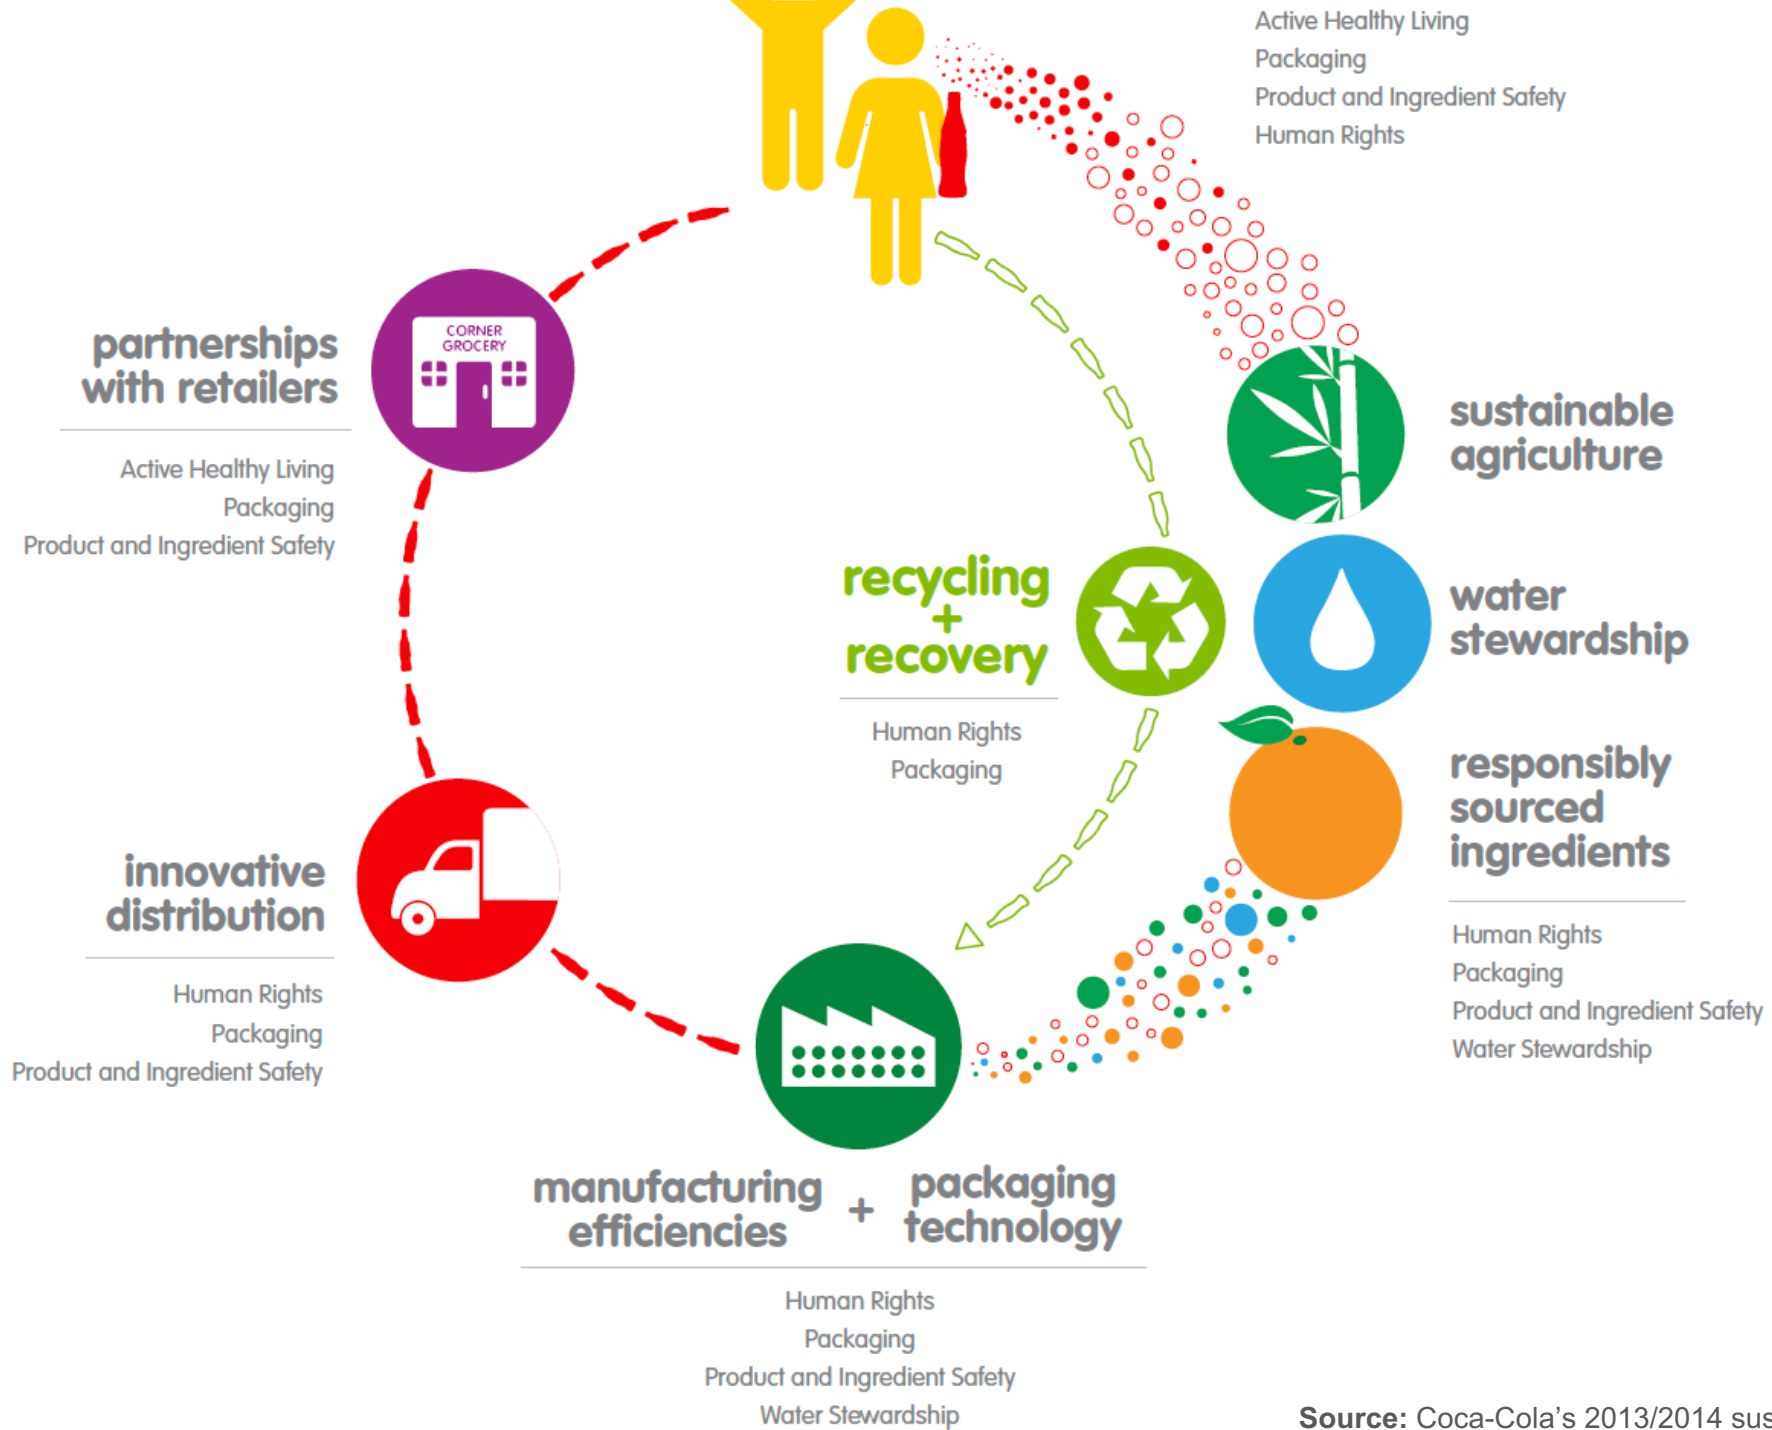 Active Healthy Living
Packaging
Product and Ingredient Safety
Human Rights
CORNER
GROCERY
partnerships
with retailers
Active Healthy Living
Packaging
Product and Ingredient Safety
sustainable
agriculture
water
stewardship
recycling
+
recovery
Human Rights
Packaging
responsibly
sourced
ingredients
Human Rights
Packaging
Product and Ingredient Safety
Water Stewardship
innovative
distribution
Human Rights
Packaging
Product and Ingredient Safety
manufacturing
efficiencies
+
packaging
technology
Human Rights
Packaging
Product and Ingredient Safety
Water Stewardship
Source: Coca-Cola’s 2013/2014